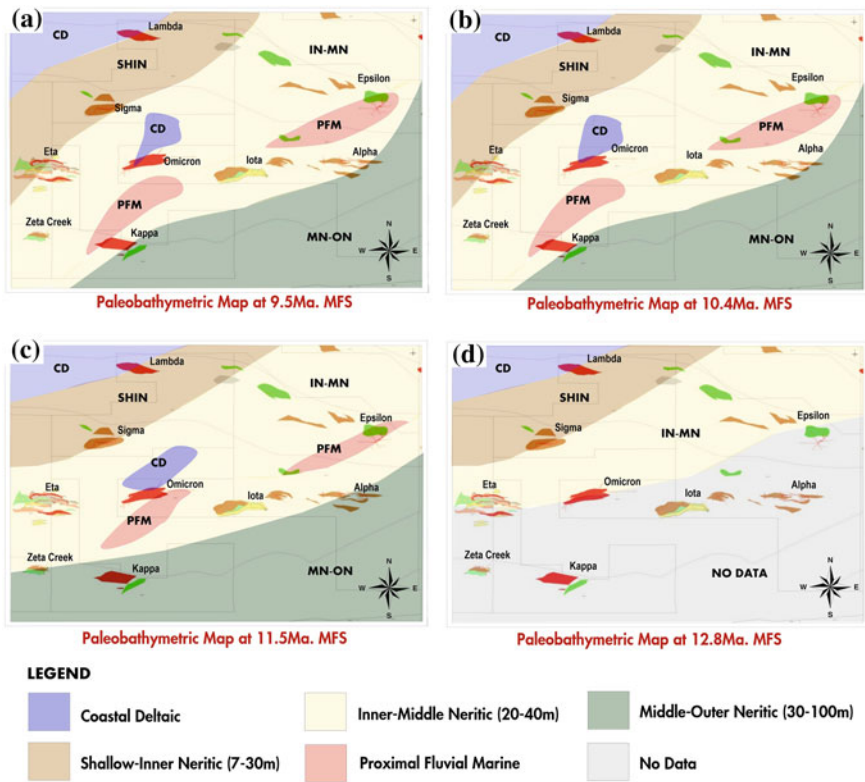 (a)
CD
Lambda
SHIN
IN-MN
Epsilon
Sigma
CD
PFM
Eta
Omicron
Iota
Alpha
PFM
Zeta Creek
Kappa
MN-ON
N
W E
S
Paleobathymetric Map at 9.5Ma. MFS
(b)
CD
Lambda
SHIN
IN-MN
Epsilon
Sigma
CD
PFM
Eta
Omicron
Iota
Alpha
PFM
Zeta Creek
Kappa
MN-ON
N
W E
S
Paleobathymetric Map at 10.4Ma. MFS
(c)
CD
Lambda
SHIN
IN-MN
Epsilon
Sigma
PFM
CD
Eta
Omicron
Iota
Alpha
PFM
Zeta Creek
Kappa
MN-ON
N
W E
S
Paleobathymetric Map at 11.5Ma. MFS
(d)
CD
Lambda
SHIN
Epsilon
Sigma
IN-MN
Eta
Omicron
Iota
Alpha
Zeta Creek
Kappa
NO DATA
N
W E
S
Paleobathymetric Map at 12.8Ma. MFS
LEGEND
Coastal Deltaic
Inner-Middle Neritic (20-40m)
Middle-Outer Neritic (30-100m)
Shallow-Inner Neritic (7-30m)
Proximal Fluvial Marine
No Data